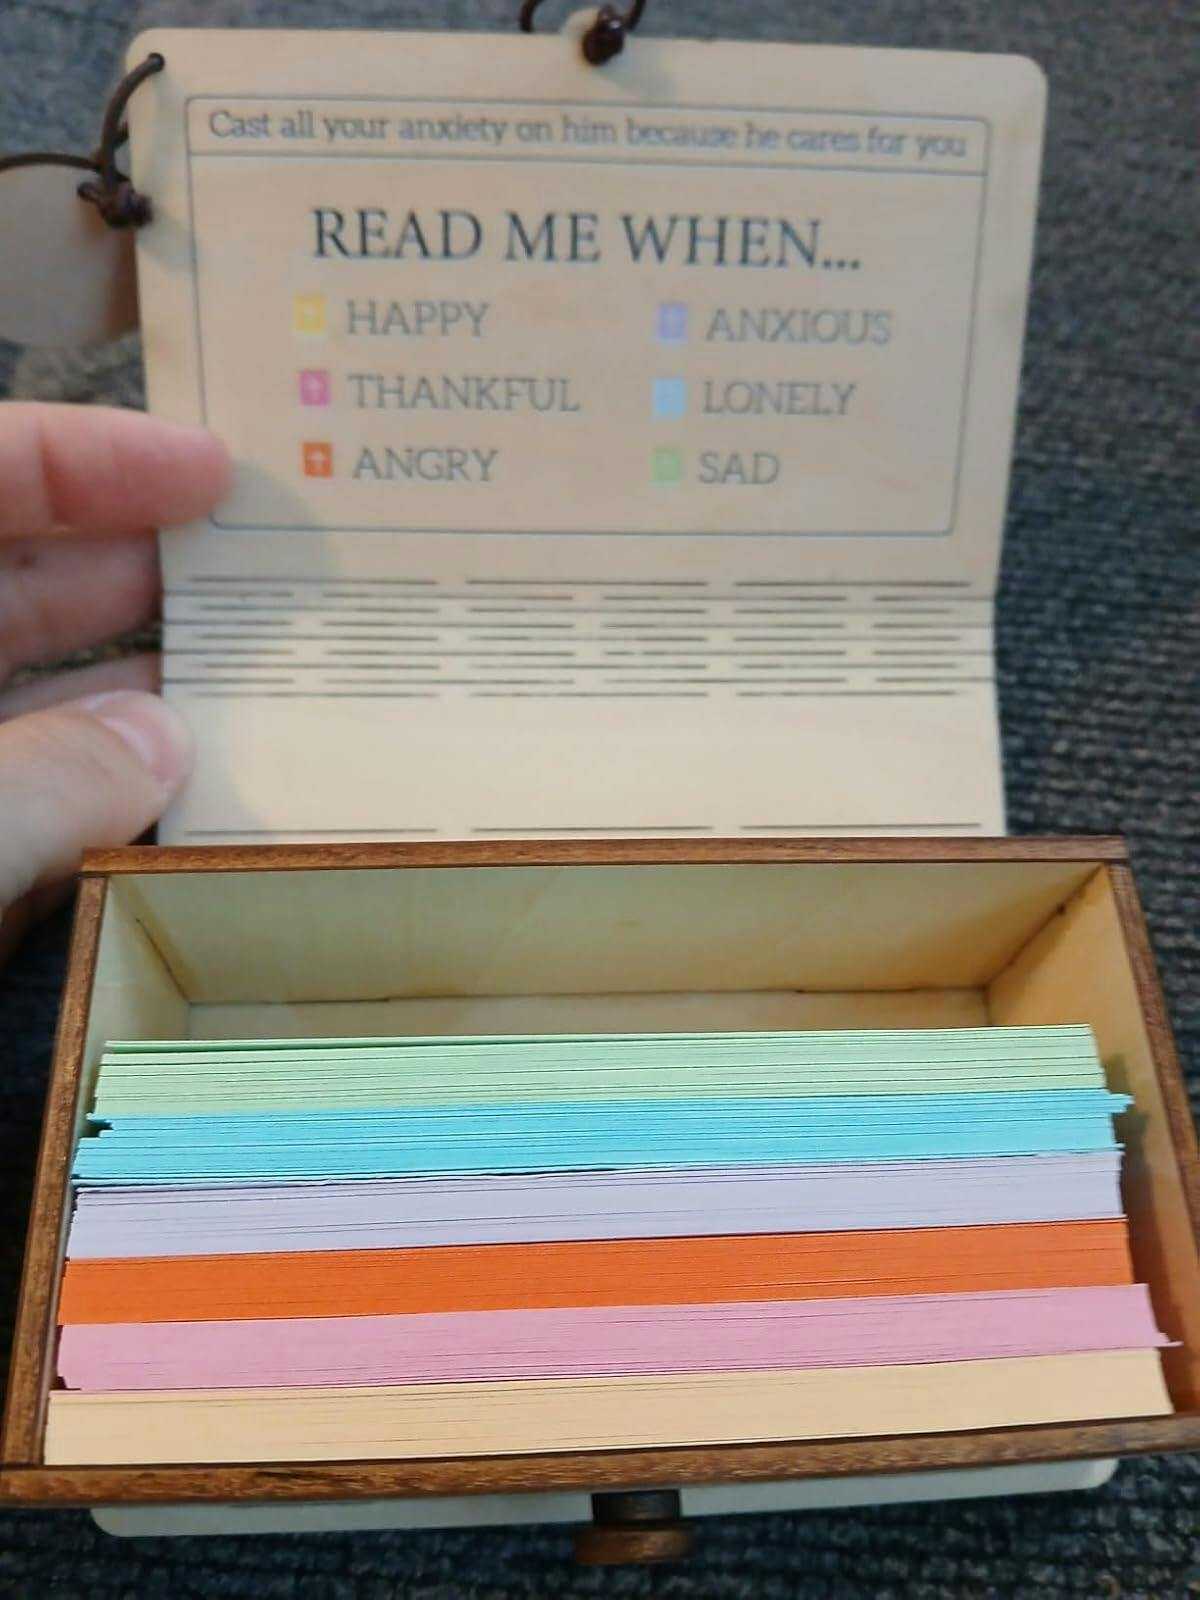 Cast all your anxiety on him because he cares for you
READ ME WHEN...
HAPPY
ANXIOUS
THANKFUL
LONELY
ANGRY
SAD